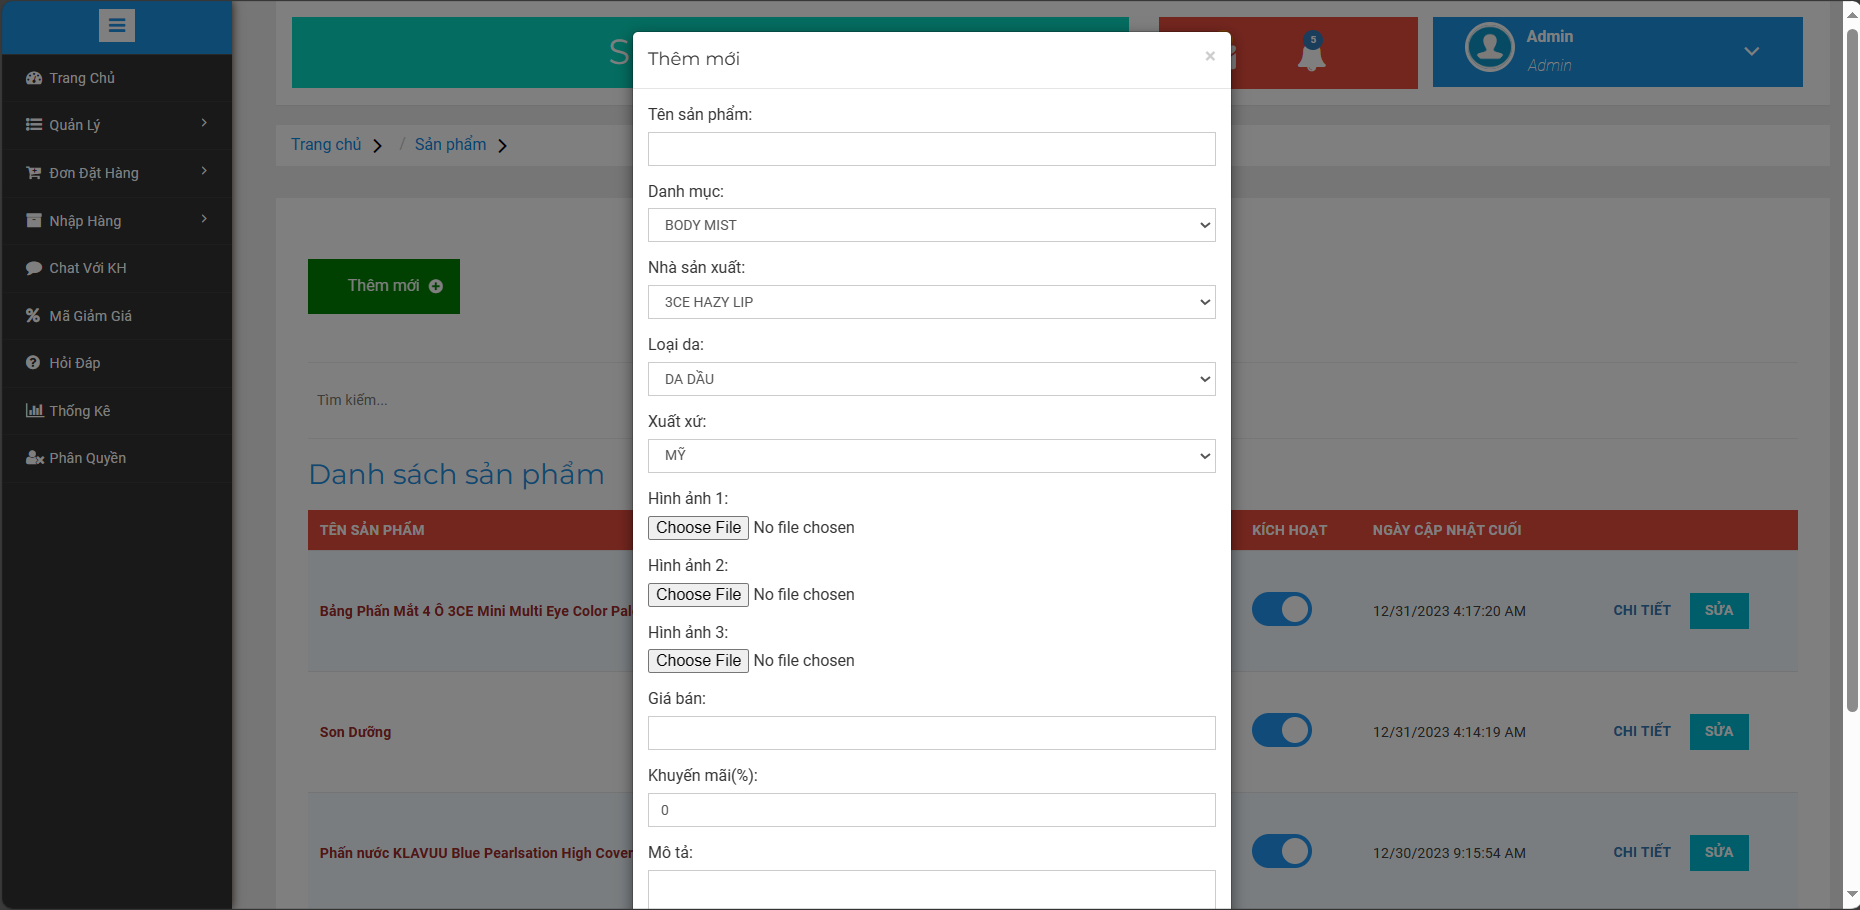 Trang Chủ
Quản Lý
Đơn Đặt Hàng
Nhập Hàng
Chat Với KH
Mã Giảm Giá
Hỏi Đáp
Thống Kê
Phân Quyền
S
5
Admin
Admin
Trang chủ / Sản phẩm
Thêm mới
Tìm kiếm...
Danh sách sản phẩm
TÊN SẢN PHẨM KÍCH HOẠT NGÀY CẬP NHẬT CUỐI
Bảng Phấn Mắt 4 Ô 3CE Mini Multi Eye Color Pal 12/31/2023 4:17:20 AM CHI TIẾT SỬA
Son Dưỡng 12/31/2023 4:14:19 AM CHI TIẾT SỬA
Phấn nước KLAVUU Blue Pearlsation High Cover 12/30/2023 9:15:54 AM CHI TIẾT SỬA
Thêm mới ×
Tên sản phẩm:
Danh mục:
BODY MIST
Nhà sản xuất:
3CE HAZY LIP
Loại da:
DA DẦU
Xuất xứ:
MỸ
Hình ảnh 1:
Choose File No file chosen
Hình ảnh 2:
Choose File No file chosen
Hình ảnh 3:
Choose File No file chosen
Giá bán:
Khuyến mãi(%):
0
Mô tả: